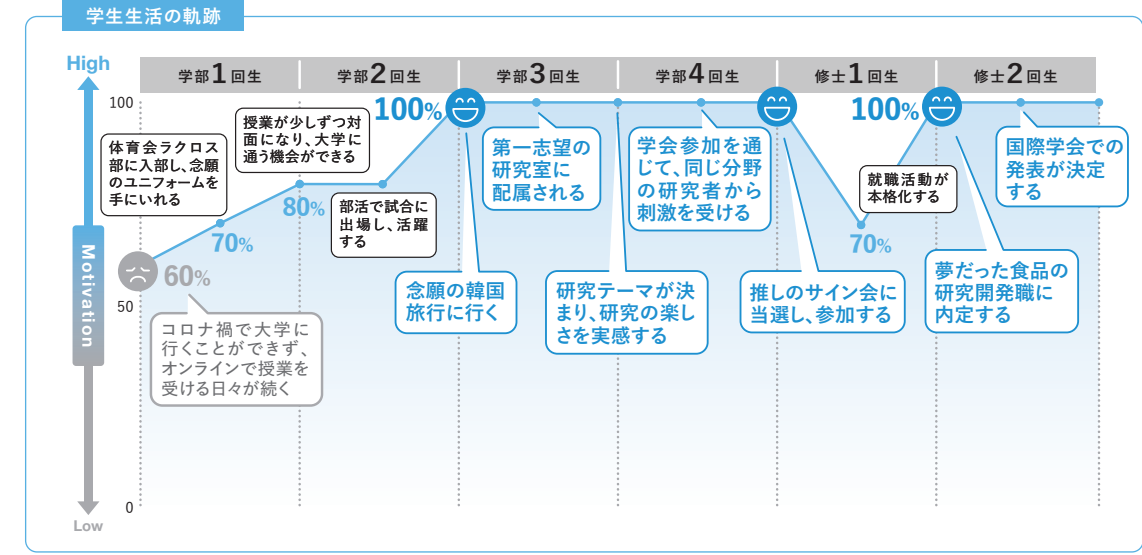 学生生活の軌跡
High
学部1回生
学部2回生
学部3回生
学部4回生
修士1回生
修士2回生
100
50
0
Motivation
Low
60%
コロナ禍で大学に
行くことができず、
オンラインで授業を
受ける日々が続く
体育会ラクロス
部に入部し、念願
のユニフォームを
手にいれる
70%
授業が少しずつ対
面になり、大学に
通う機会ができる
80%
部活で試合に
出場し、活躍
する
100%
念願の韓国
旅行に行く
第一志望の
研究室に
配属される
研究テーマが決
まり、研究の楽し
さを実感する
学会参加を通
じて、同じ分野
の研究者から
刺激を受ける
推しのサイン会に
当選し、参加する
70%
就職活動が
本格化する
100%
夢だった食品の
研究開発職に
内定する
国際学会での
発表が決定
する